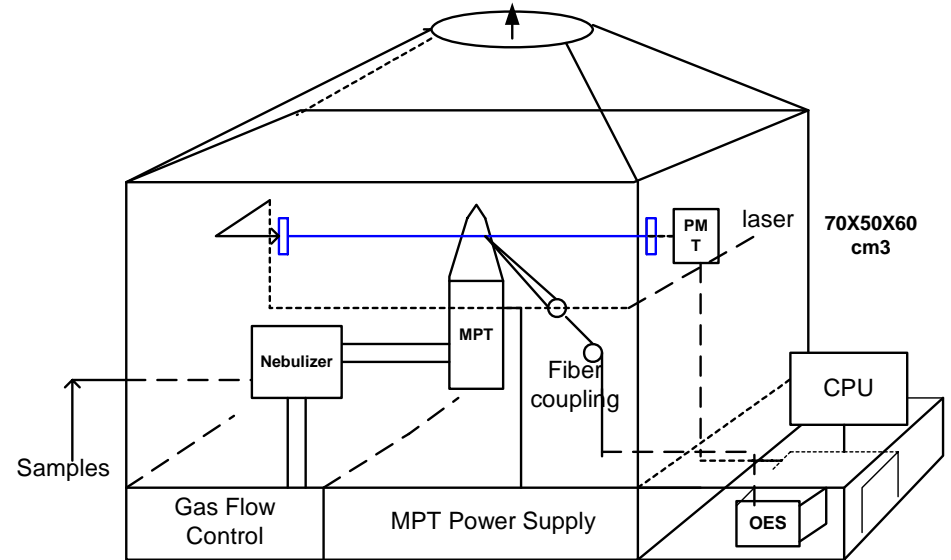 PM
T
laser
70X50X60
cm3
MPT
Nebulizer
Fiber
coupling
CPU
Samples
Gas Flow
Control
MPT Power Supply
OES